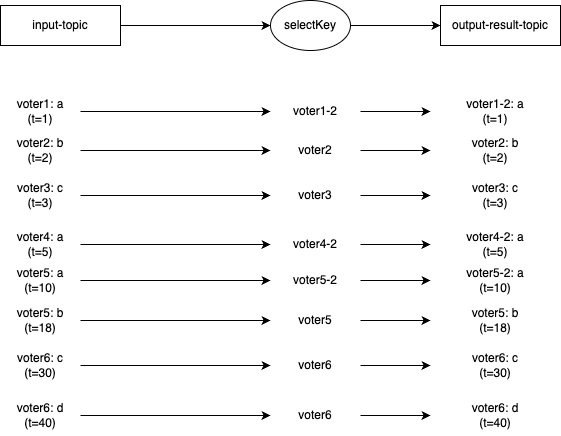 input-topic
selectKey
output-result-topic
voter1: a
(t=1)
voter1-2
voter1-2: a
(t=1)
voter2: b
(t=2)
voter2
voter2: b
(t=2)
voter3: c
(t=3)
voter3
voter3: c
(t=3)
voter4: a
(t=5)
voter4-2
voter4-2: a
(t=5)
voter5: a
(t=10)
voter5-2
voter5-2: a
(t=10)
voter5: b
(t=18)
voter5
voter5: b
(t=18)
voter6: c
(t=30)
voter6
voter6: c
(t=30)
voter6: d
(t=40)
voter6
voter6: d
(t=40)